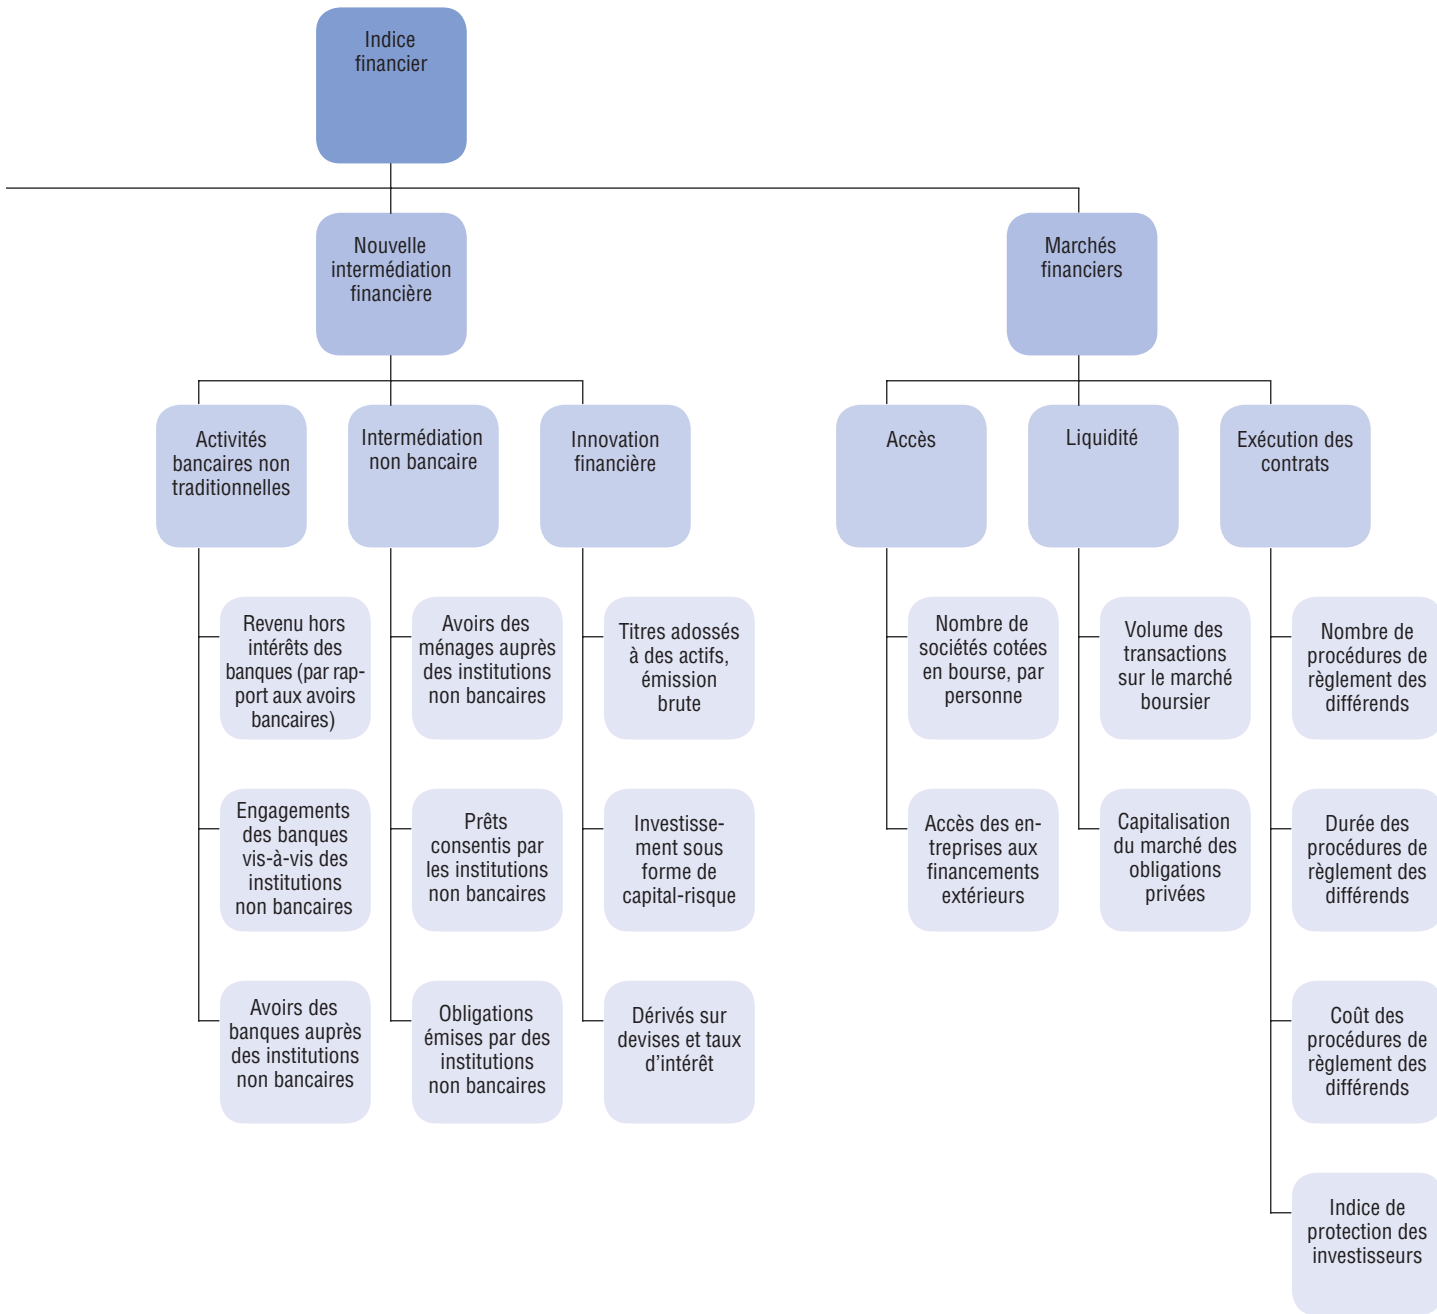 Indice
financier
Nouvelle
intermédiation
financière
Marchés
financiers
Activités
bancaires non
traditionnelles
Intermédiation
non bancaire
Innovation
financière
Accès
Liquidité
Exécution des
contrats
Revenu hors
intérêts des
banques (par rap-
port aux avoirs
bancaires)
Avoirs des
ménages auprès
des institutions
non bancaires
Titres adossés
à des actifs,
émission
brute
Nombre de
sociétés cotées
en bourse, par
personne
Volume des
transactions
sur le marché
boursier
Nombre de
procédures de
règlement des
différends
Engagements
des banques
vis-à-vis des
institutions
non bancaires
Prêts
consentis par
les institutions
non bancaires
Investisse-
ment sous
forme de
capital-risque
Accès des en-
treprises aux
financements
extérieurs
Capitalisation
du marché des
obligations
privées
Durée des
procédures de
règlement des
différends
Avoirs des
banques auprès
des institutions
non bancaires
Obligations
émises par des
institutions
non bancaires
Dérivés sur
devises et taux
d’intérêt
Coût des
procédures de
règlement des
différends
Indice de
protection des
investisseurs